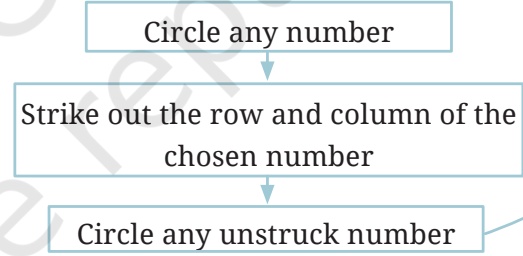 Circle any number
Strike out the row and column of the
chosen number
Circle any unstruck number